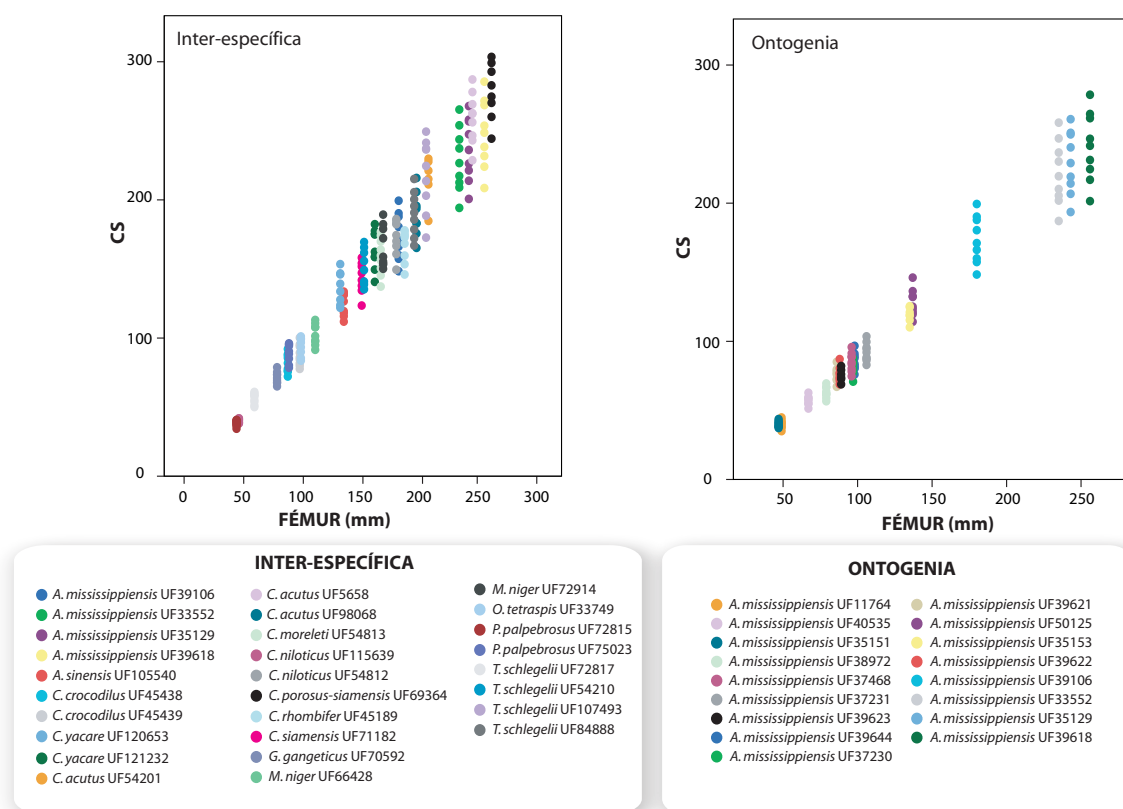 Inter-específica
CS
300
200
100
0
0 50 100 150 200 250 300
FÉMUR (mm)
Ontogenia
CS
300
200
100
0
50 100 150 200 250
FÉMUR (mm)
INTER-ESPECÍFICA
A. mississippiensis UF39106
A. mississippiensis UF33552
A. mississippiensis UF35129
A. mississippiensis UF39618
A. sinensis UF105540
C. crocodilus UF45438
C. crocodilus UF45439
C. yacare UF120653
C. yacare UF121232
C. acutus UF54201
C. acutus UF5658
C. acutus UF98068
C. moreleti UF54813
C. niloticus UF115639
C. niloticus UF54812
C. porosus-siamensis UF69364
C. rhombifer UF45189
C. siamensis UF71182
G. gangeticus UF70592
M. niger UF66428
M. niger UF72914
O. tetraspis UF33749
P. palpebrosus UF72815
P. palpebrosus UF75023
T. schlegelii UF72817
T. schlegelii UF54210
T. schlegelii UF107493
T. schlegelii UF84888
ONTOGENIA
A. mississippiensis UF11764
A. mississippiensis UF40535
A. mississippiensis UF35151
A. mississippiensis UF38972
A. mississippiensis UF37468
A. mississippiensis UF37231
A. mississippiensis UF39623
A. mississippiensis UF39644
A. mississippiensis UF37230
A. mississippiensis UF39621
A. mississippiensis UF50125
A. mississippiensis UF35153
A. mississippiensis UF39622
A. mississippiensis UF39106
A. mississippiensis UF33552
A. mississippiensis UF35129
A. mississippiensis UF39618